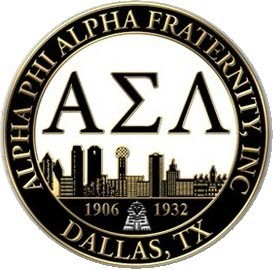 ALPHA PHI ALPHA FRATERNITY, INC
ΑΣΛ
1906 1932
DALLAS, TX